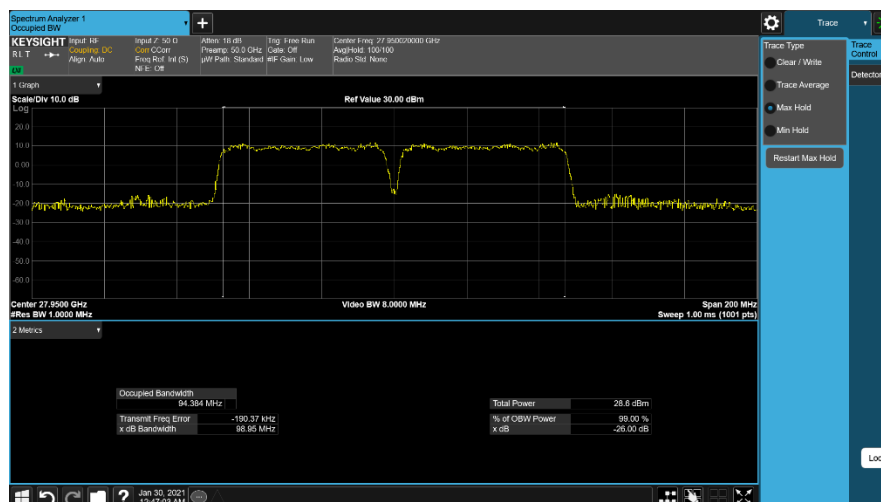 Spectrum Analyzer 1
Occupied BW
+
Trace
KEYSIGHT
RLT
Input: RF
Coupling: DC
Align: Auto
Input Z: 50 Ω
Corr CCorr
Freq Ref: Int (S)
NFE: Off
Atten: 18 dB
Preamp: 50.0 GHz
µW Path: Standard
Trig: Free Run
Gate: Off
#IF Gain: Low
Center Freq: 27.950020000 GHz
Avg|Hold: 100/100
Radio Std: None
Trace Type
Clear / Write
Trace Average
Max Hold
Min Hold
Restart Max Hold
Trace
Control
Detector
1 Graph
Scale/Div 10.0 dB
Ref Value 30.00 dBm
Log
20.0
10.0
0.00
-10.0
-20.0
-30.0
-40.0
-50.0
-60.0
Center 27.9500 GHz
Video BW 8.0000 MHz
Span 200 MHz
#Res BW 1.0000 MHz
Sweep 1.00 ms (1001 pts)
2 Metrics
Occupied Bandwidth
94.384 MHz
Transmit Freq Error -190.37 kHz
x dB Bandwidth 98.95 MHz
Total Power 28.6 dBm
% of OBW Power 99.00 %
x dB -26.00 dB
?
Jan 30, 2021
12:47:03 AM